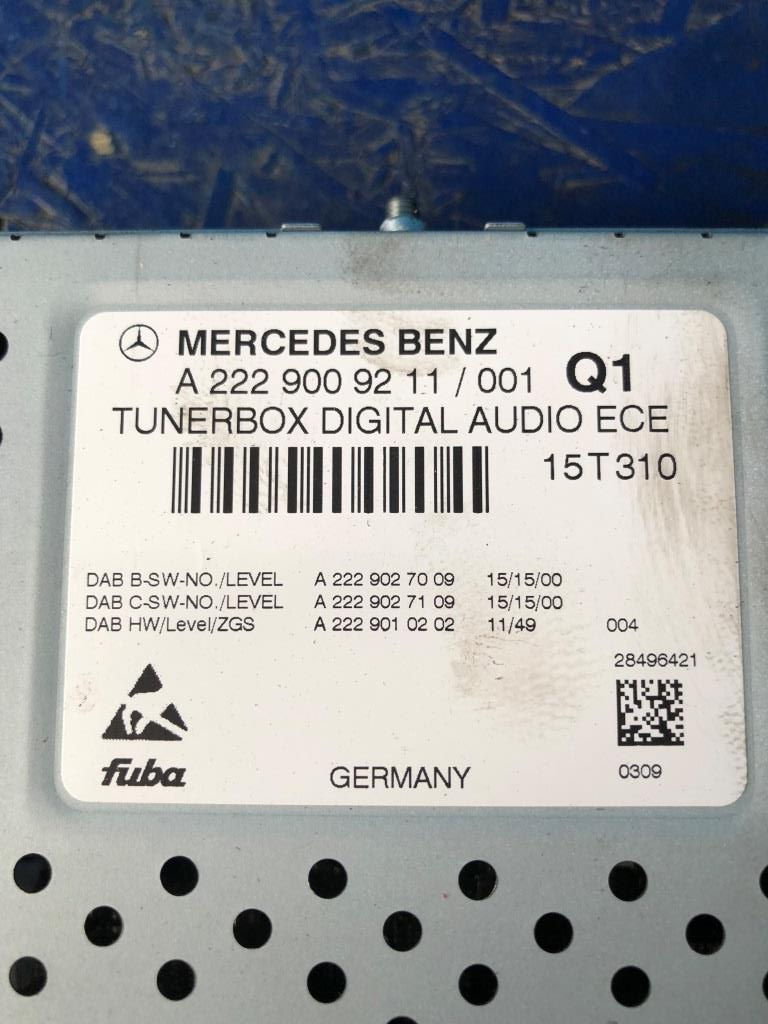 MERCEDES BENZ
A 222 900 92 11 / 001 Q1
TUNERBOX DIGITAL AUDIO ECE
15T310
DAB B-SW-NO./LEVEL A 222 902 70 09 15/15/00
DAB C-SW-NO./LEVEL A 222 902 71 09 15/15/00
DAB HW/Level/ZGS A 222 901 02 02 11/49 004
28496421
fuba GERMANY 0309